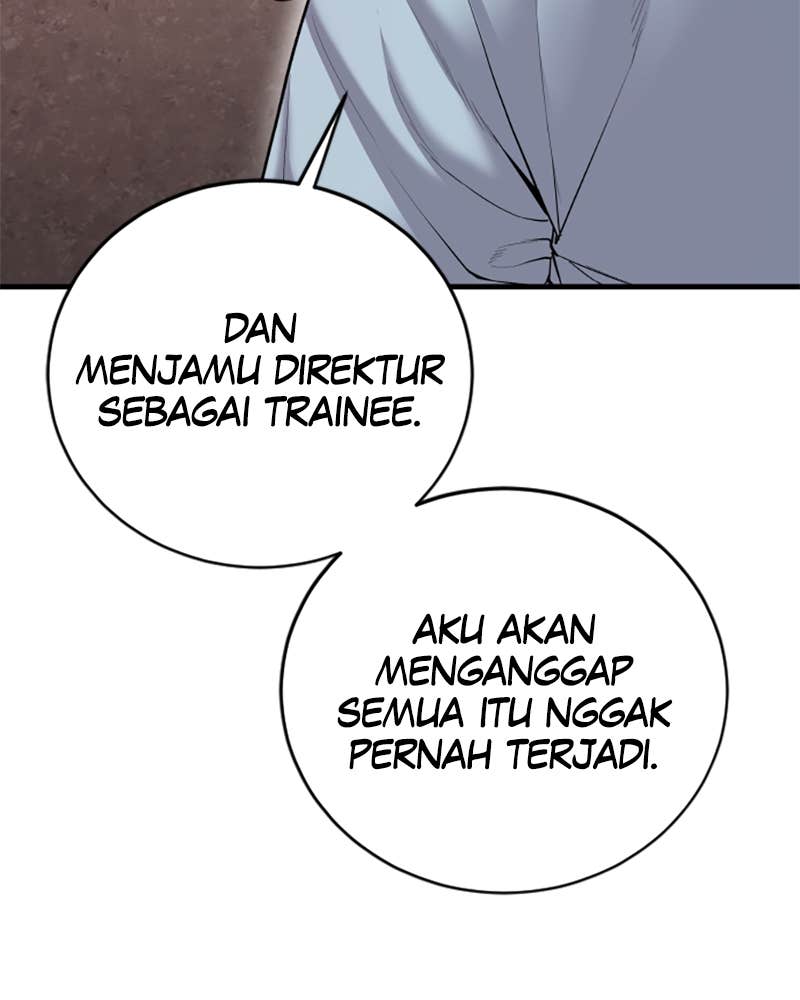 DAN
MENJAMU DIREKTUR
SEBAGAI TRAINEE.
AKU AKAN
MENGANGGAP
SEMUA ITU NGGAK
PERNAH TERJADI.